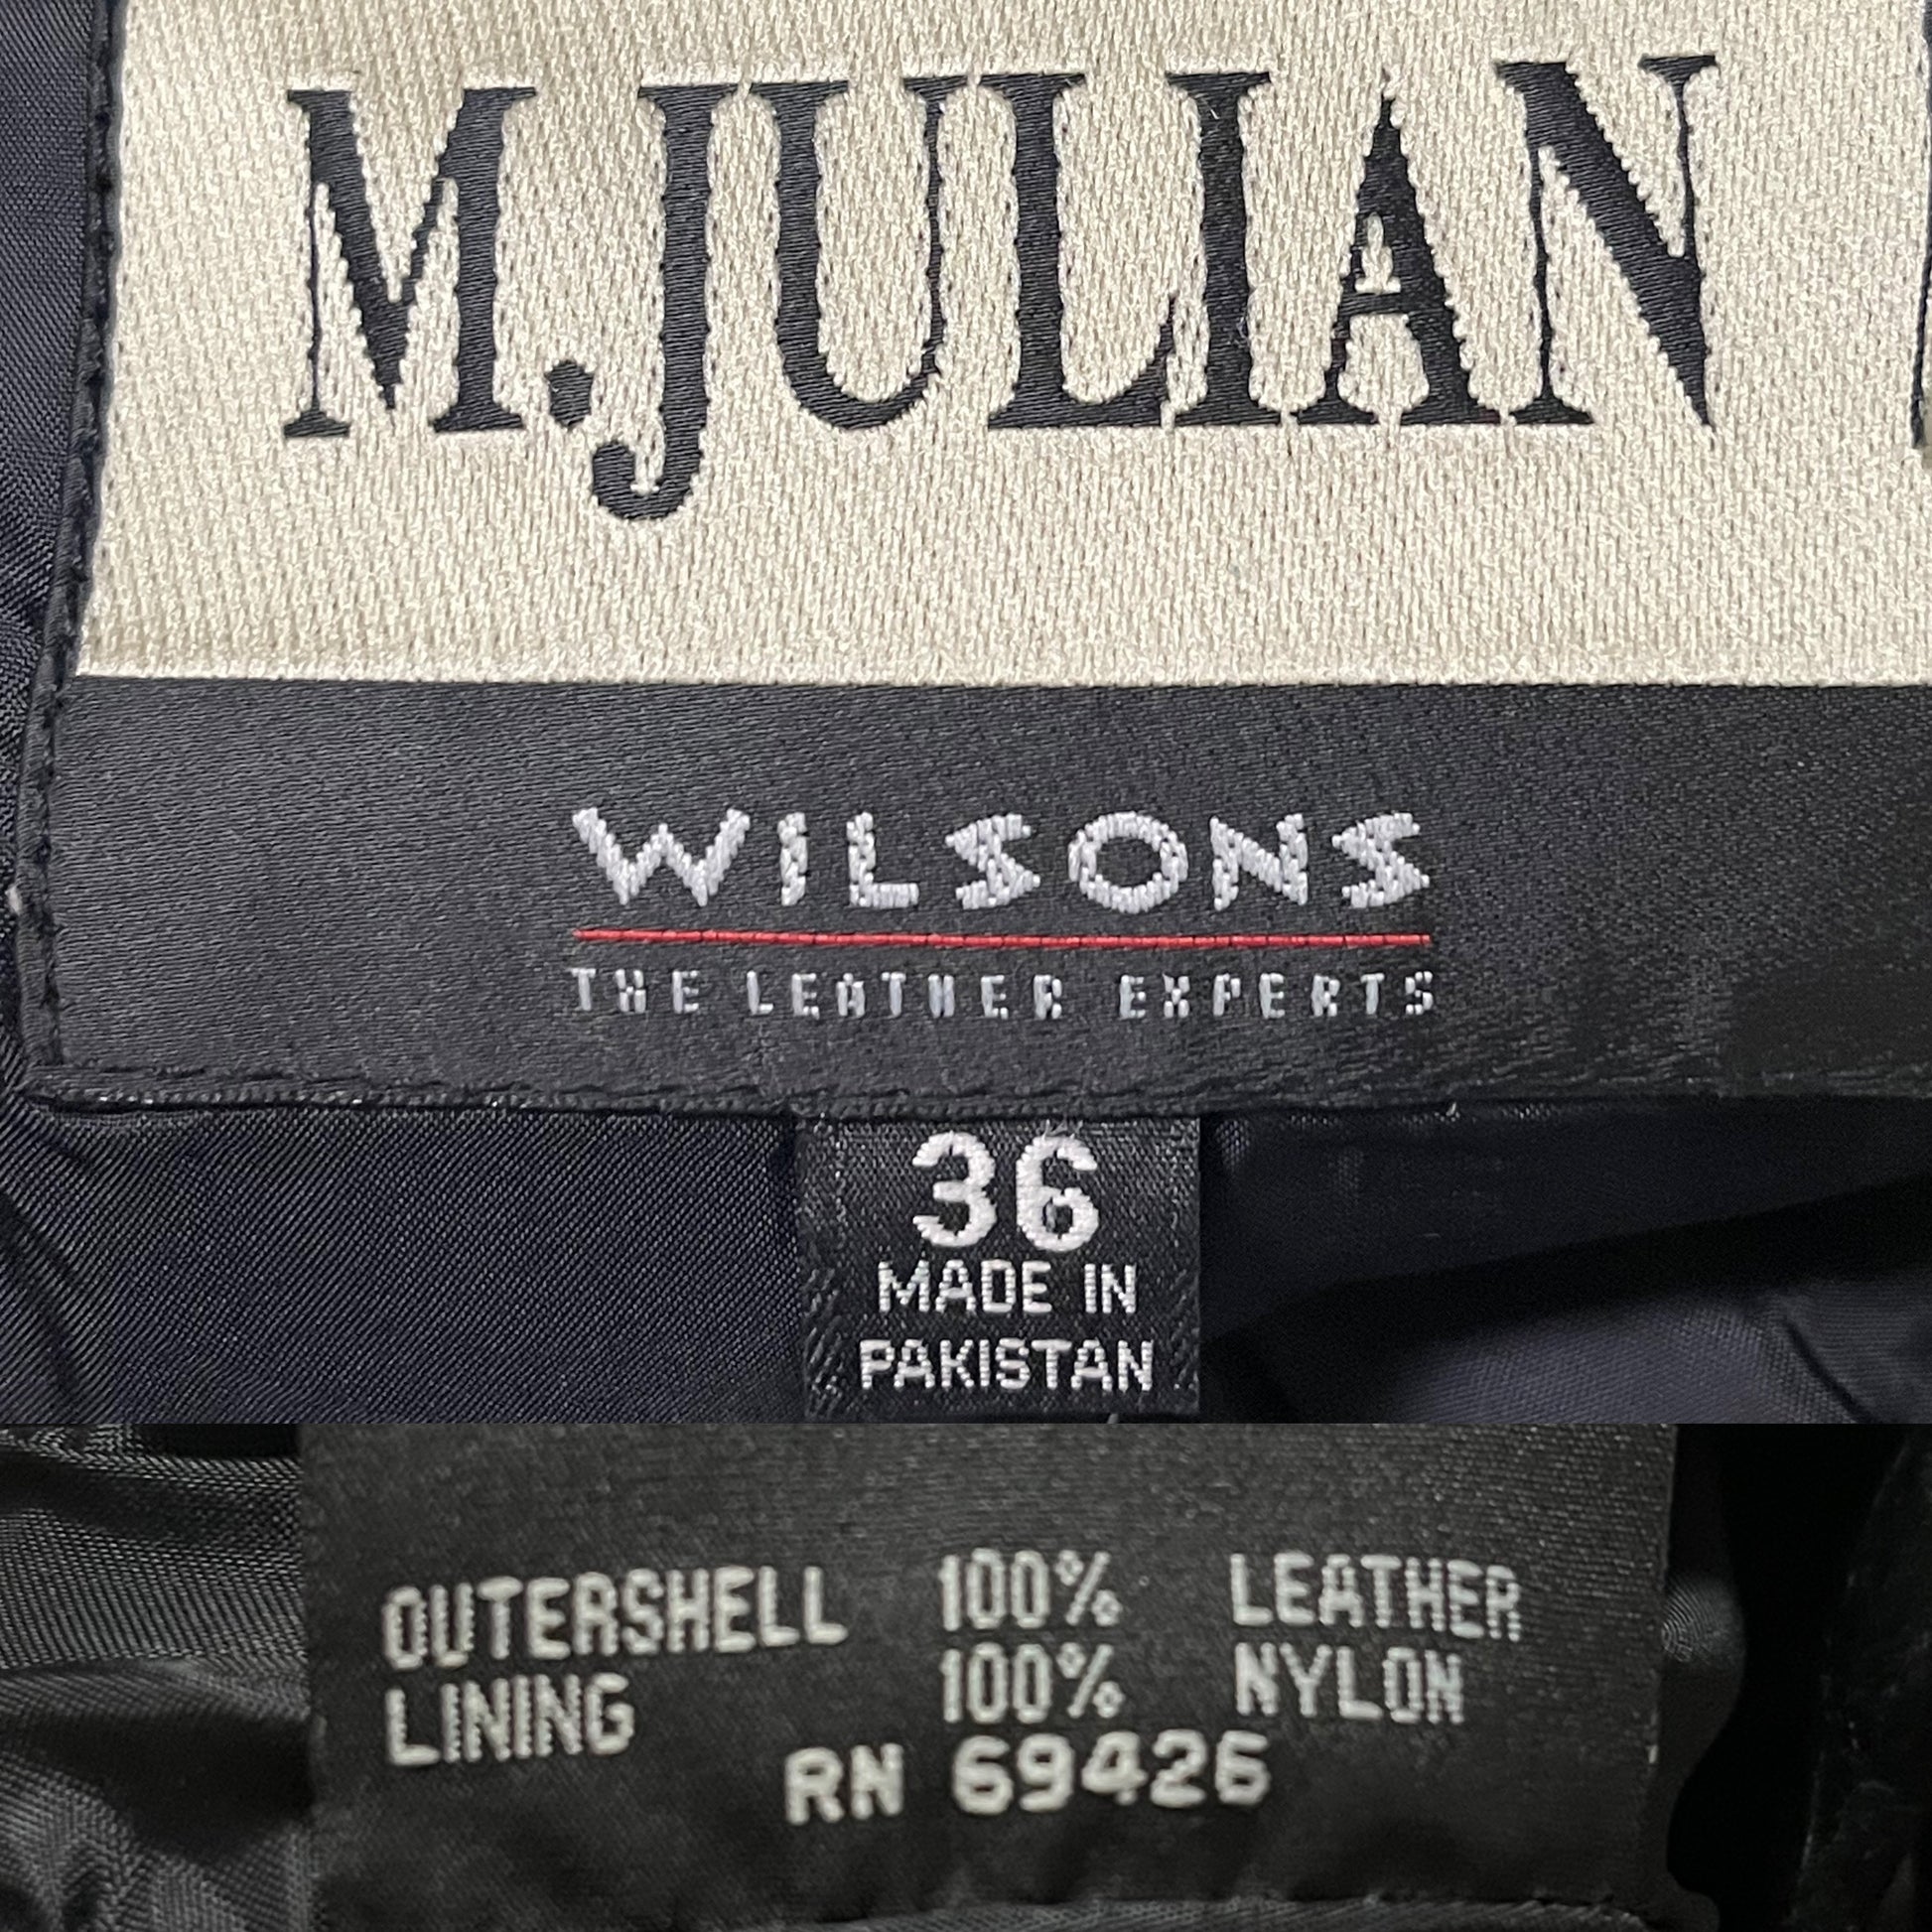 M.JULIAN
WILSONS
THE LEATHER EXPERTS
36
MADE IN
PAKISTAN
OUTERSHELL 100% LEATHER
LINING 100% NYLON
RN 69426